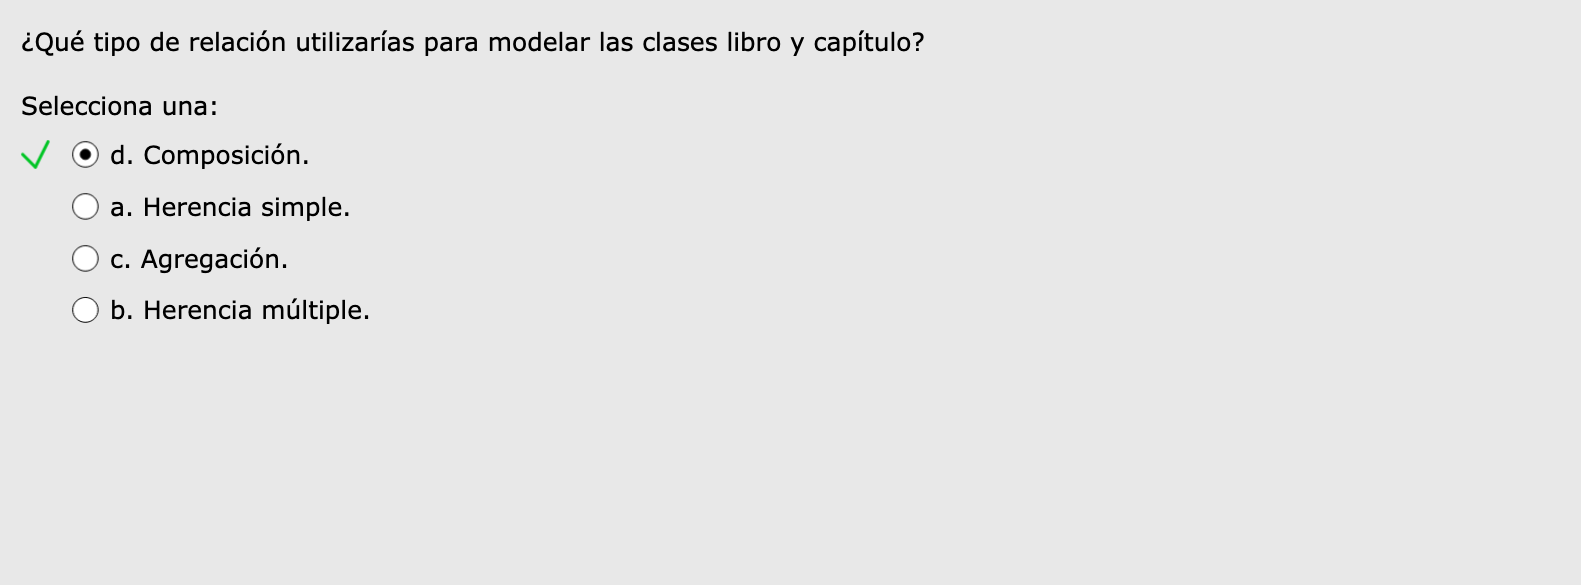 ¿Qué tipo de relación utilizarías para modelar las clases libro y capítulo?
Selecciona una:
d. Composición.
a. Herencia simple.
c. Agregación.
b. Herencia múltiple.